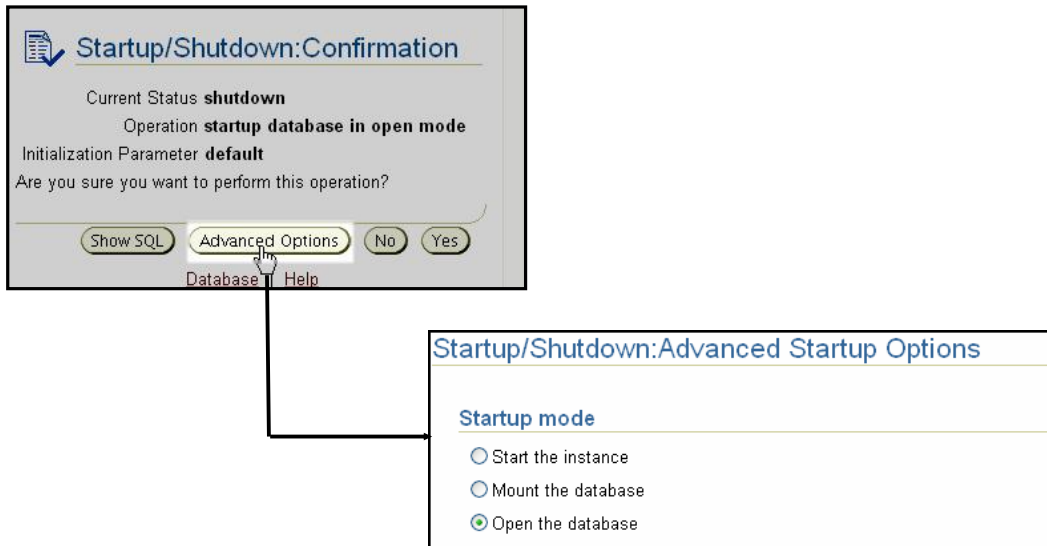 Startup/Shutdown:Confirmation
Current Status shutdown
Operation startup database in open mode
Initialization Parameter default
Are you sure you want to perform this operation?
Show SQL Advanced Options No Yes
Database | Help
Startup/Shutdown:Advanced Startup Options
Startup mode
Start the instance
Mount the database
Open the database